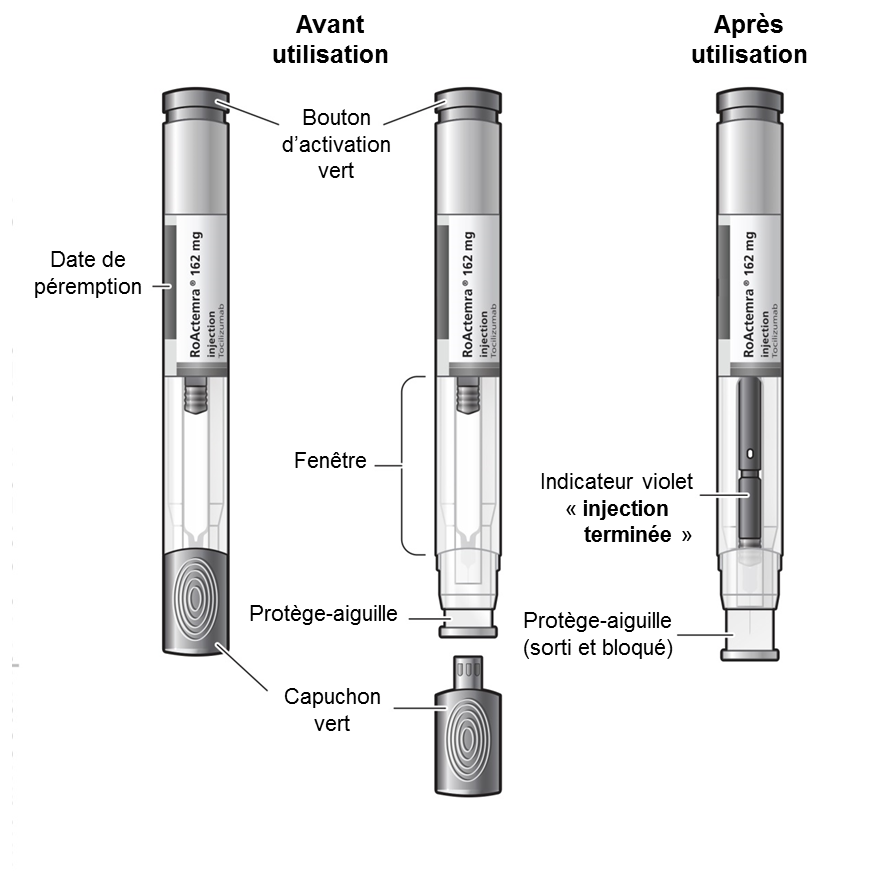 Avant
utilisation
Après
utilisation
Bouton
d’activation
vert
Date de
péremption
RoActemra® 162 mg
injection
Tocilizumab
RoActemra® 162 mg
injection
Tocilizumab
RoActemra® 162 mg
injection
Tocilizumab
Fenêtre
Indicateur violet
« injection
terminée »
Protège-aiguille
Protège-aiguille
(sorti et bloqué)
Capuchon
vert